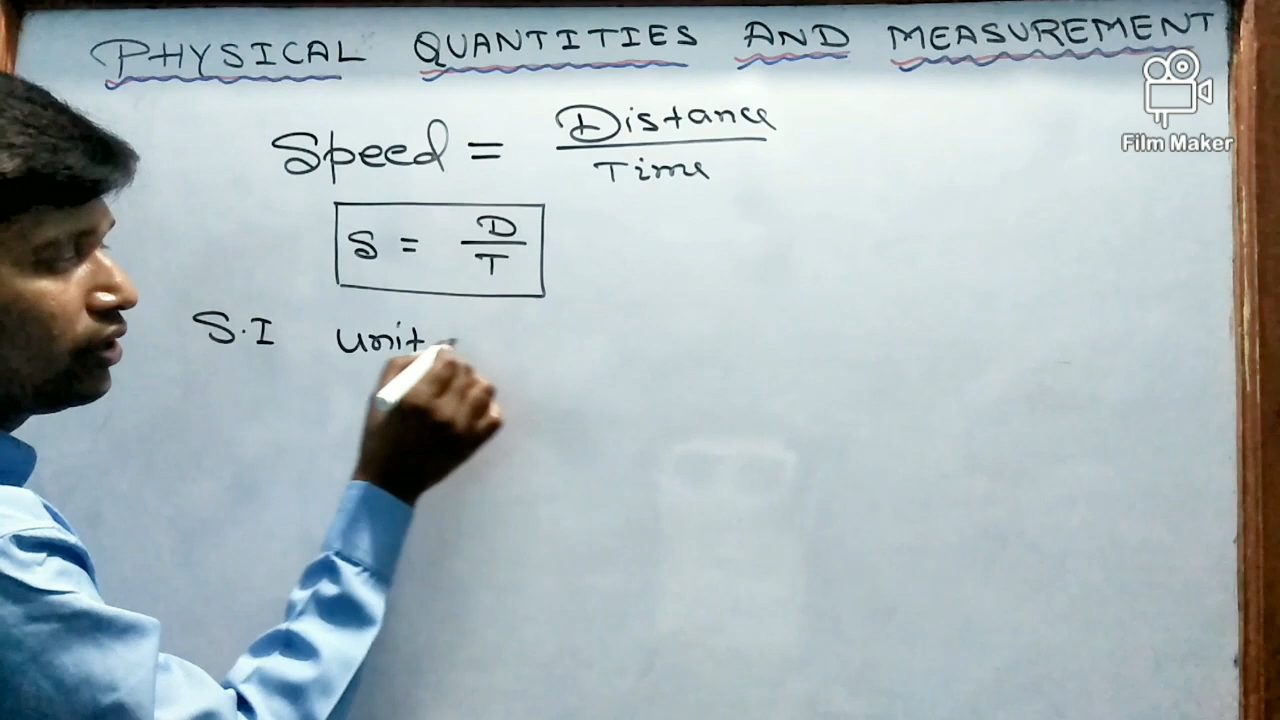 PHYSICAL QUANTITIES AND MEASUREMENT
Film Maker
Speed = Distance
Time
S = D
T
S.I unit